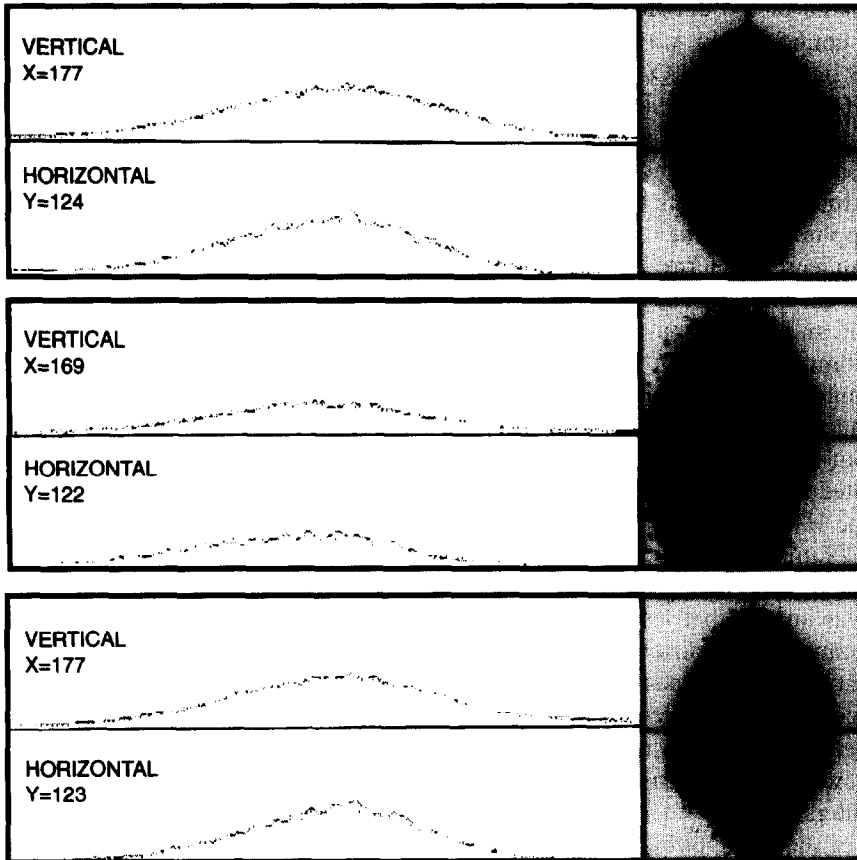 VERTICAL
X=177
HORIZONTAL
Y=124
VERTICAL
X=169
HORIZONTAL
Y=122
VERTICAL
X=177
HORIZONTAL
Y=123